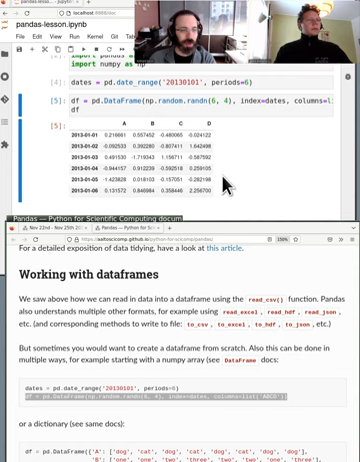 pandas-lesson.ipynb
File Edit View Run Kernel
import numpy as np
[4]: dates = pd.date_range('20130101', periods=6)
[5]: df = pd.DataFrame(np.random.randn(6, 4), index=dates, columns=li
df
[5]: A B C D
2013-01-01 0.216661 0.557452 -0.480065 -0.024122
2013-01-02 -0.092533 0.392280 -0.807411 1.642498
2013-01-03 0.491530 -1.719343 1.156711 -0.587592
2013-01-04 -0.944157 0.912239 -0.592518 0.259105
2013-01-05 -1.423828 0.018103 -0.157051 -0.282198
2013-01-06 0.131572 0.846984 0.358446 2.256700
Pandas — Python for Scientific Computing docum
Nov 22nd - Nov 25th 20
Pandas — Python for Sc
https://aaltoscicomp.github.io/python-for-scicomp/pandas/
150%
For a detailed exposition of data tidying, have a look at this article.
Working with dataframes
We saw above how we can read in data into a dataframe using the read_csv() function. Pandas
also understands multiple other formats, for example using read_excel, read_hdf, read_json,
etc. (and corresponding methods to write to file: to_csv, to_excel, to_hdf, to_json, etc.)
But sometimes you would want to create a dataframe from scratch. Also this can be done in
multiple ways, for example starting with a numpy array (see DataFrame docs:
dates = pd.date_range('20130101', periods=6)
df = pd.DataFrame(np.random.randn(6, 4), index=dates, columns=list('ABCD'))
or a dictionary (see same docs):
df = pd.DataFrame({'A': ['dog', 'cat', 'dog', 'cat', 'dog', 'cat', 'dog', 'dog'],
'B': ['one', 'one', 'two', 'three', 'two', 'two', 'one', 'three'],